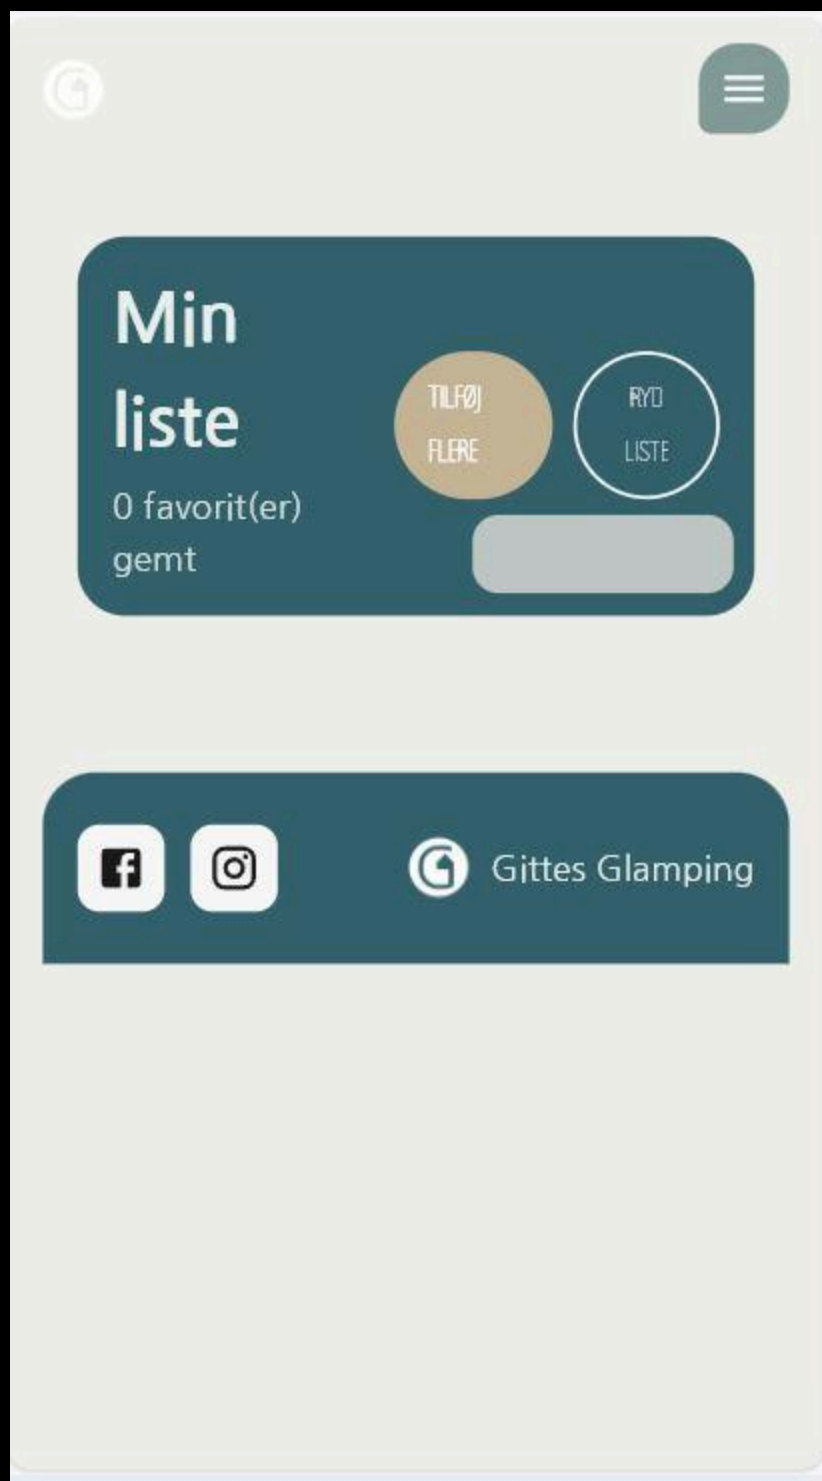 Min
liste
0 favorit(er)
gemt
TILFØJ
FLERE
RYD
LISTE
Gittes Glamping